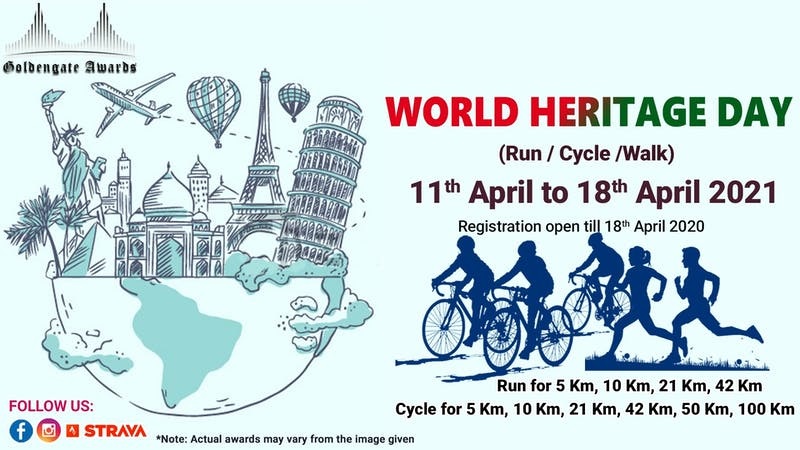 Goldengate Awards
WORLD HERITAGE DAY
(Run / Cycle /Walk)
11th April to 18th April 2021
Registration open till 18th April 2020
Run for 5 Km, 10 Km, 21 Km, 42 Km
Cycle for 5 Km, 10 Km, 21 Km, 42 Km, 50 Km, 100 Km
FOLLOW US:
STRAVA
*Note: Actual awards may vary from the image given